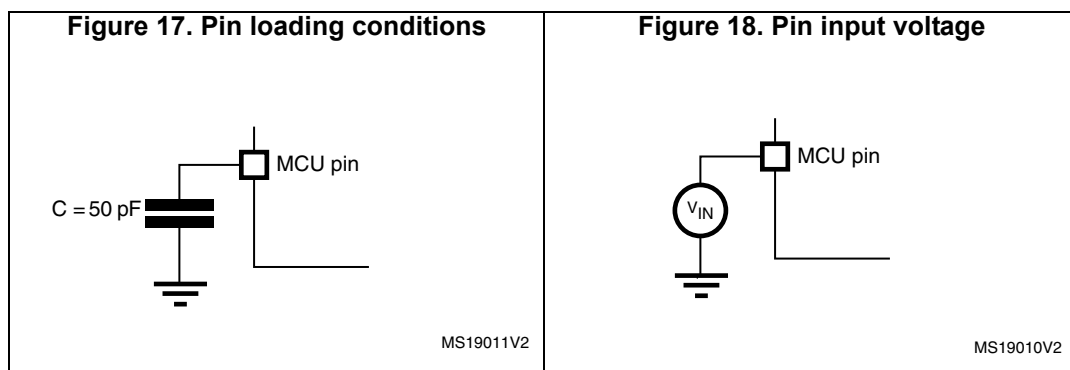 Figure 17. Pin loading conditions
MCU pin
C = 50 pF
MS19011V2
Figure 18. Pin input voltage
MCU pin
VIN
MS19010V2